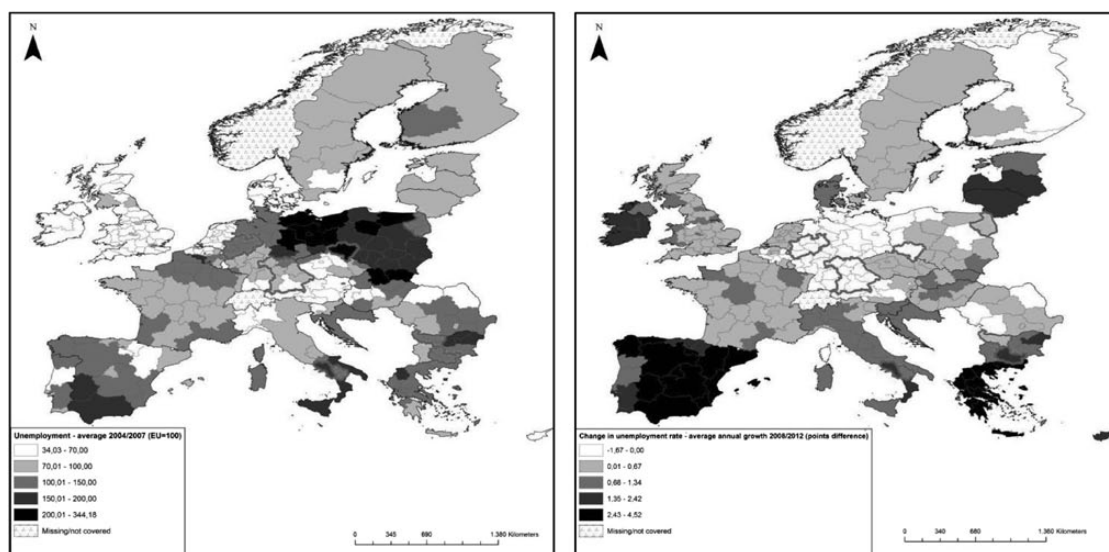 N
Unemployment - average 2004/2007 (EU=100)
34,03 - 70,00
70,01 - 100,00
100,01 - 150,00
150,01 - 200,00
200,01 - 344,18
Missing/not covered
0 345 690 1.380 Kilometers
N
Change in unemployment rate - average annual growth 2008/2012 (points difference)
-1,67 - 0,00
0,01 - 0,67
0,68 - 1,34
1,35 - 2,42
2,43 - 4,52
Missing/not covered
0 340 680 1.360 Kilometers